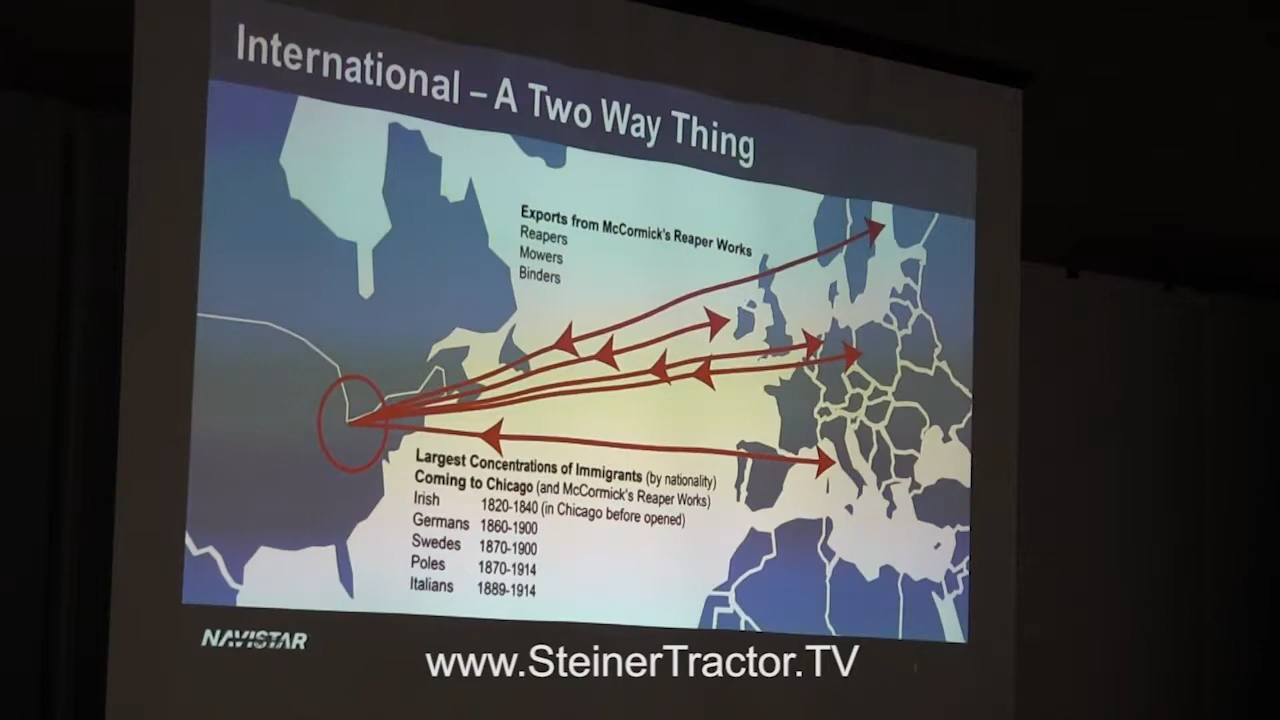 International – A Two Way Thing
Exports from McCormick's Reaper Works
Reapers
Mowers
Binders
Largest Concentrations of Immigrants (by nationality)
Coming to Chicago (and McCormick's Reaper Works)
Irish 1820-1840 (in Chicago before opened)
Germans 1860-1900
Swedes 1870-1900
Poles 1870-1914
Italians 1889-1914
NAVISTAR
www.SteinerTractor.TV